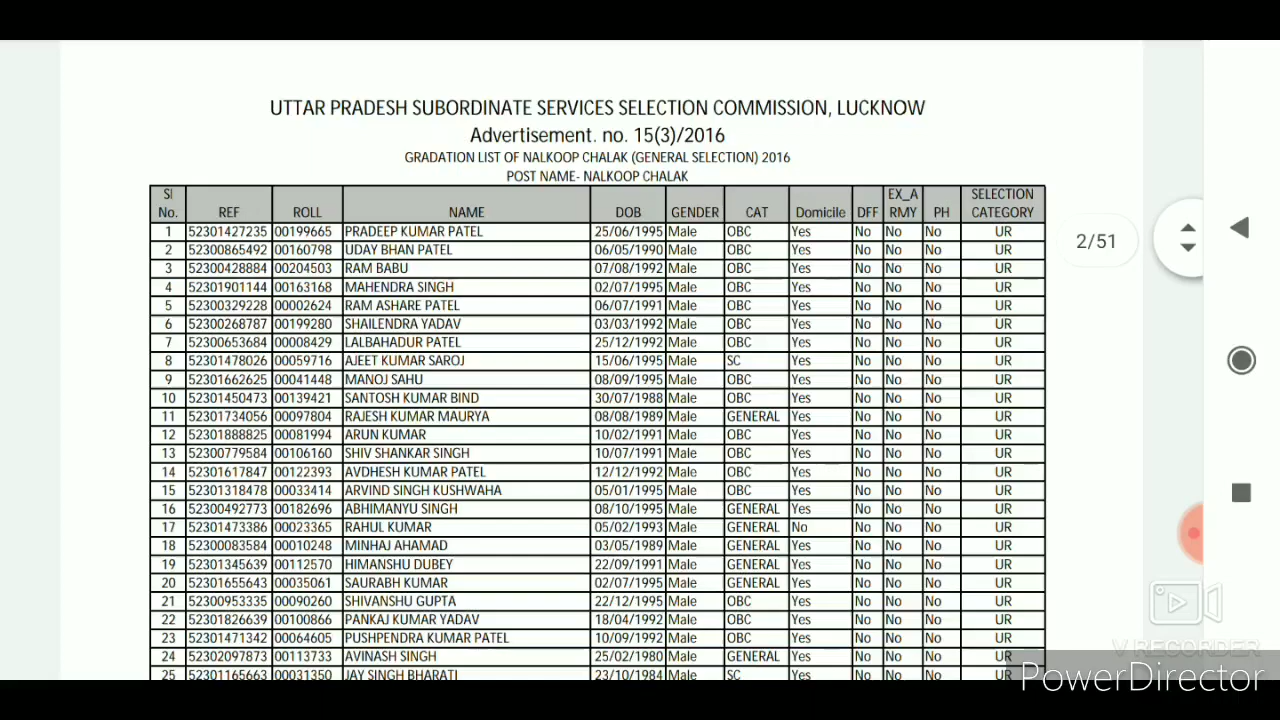 UTTAR PRADESH SUBORDINATE SERVICES SELECTION COMMISSION, LUCKNOW
Advertisement. no. 15(3)/2016
GRADATION LIST OF NALKOOP CHALAK (GENERAL SELECTION) 2016
POST NAME- NALKOOP CHALAK
Sl No. REF ROLL NAME DOB GENDER CAT Domicile DFF EX_ARMY PH SELECTION CATEGORY
1 52301427235 00199665 PRADEEP KUMAR PATEL 25/06/1995 Male OBC Yes No No No UR
2 52300865492 00160798 UDAY BHAN PATEL 06/05/1990 Male OBC Yes No No No UR
3 52300428884 00204503 RAM BABU 07/08/1992 Male OBC Yes No No No UR
4 52301901144 00163168 MAHENDRA SINGH 02/07/1995 Male OBC Yes No No No UR
5 52300329228 00002624 RAM ASHARE PATEL 06/07/1991 Male OBC Yes No No No UR
6 52300268787 00199280 SHAILENDRA YADAV 03/03/1992 Male OBC Yes No No No UR
7 52300653684 00008429 LALBAHADUR PATEL 25/12/1992 Male OBC Yes No No No UR
8 52301478026 00059716 AJEET KUMAR SAROJ 15/06/1995 Male SC Yes No No No UR
9 52301662625 00041448 MANOJ SAHU 08/09/1995 Male OBC Yes No No No UR
10 52301450473 00139421 SANTOSH KUMAR BIND 30/07/1988 Male OBC Yes No No No UR
11 52301734056 00097804 RAJESH KUMAR MAURYA 08/08/1989 Male GENERAL Yes No No No UR
12 52301888825 00081994 ARUN KUMAR 10/02/1991 Male OBC Yes No No No UR
13 52300779584 00106160 SHIV SHANKAR SINGH 10/07/1991 Male OBC Yes No No No UR
14 52301617847 00122393 AVDHESH KUMAR PATEL 12/12/1992 Male OBC Yes No No No UR
15 52301318478 00033414 ARVIND SINGH KUSHWAHA 05/01/1995 Male OBC Yes No No No UR
16 52300492773 00182696 ABHIMANYU SINGH 08/10/1995 Male GENERAL Yes No No No UR
17 52301473386 00023365 RAHUL KUMAR 05/02/1993 Male GENERAL No No No No UR
18 52300083584 00010248 MINHAJ AHAMAD 03/05/1989 Male GENERAL Yes No No No UR
19 52301345639 00112570 HIMANSHU DUBEY 22/09/1991 Male GENERAL Yes No No No UR
20 52301655643 00035061 SAURABH KUMAR 02/07/1995 Male GENERAL Yes No No No UR
21 52300953335 00090260 SHIVANSHU GUPTA 22/12/1995 Male OBC Yes No No No UR
22 52301826639 00100866 PANKAJ KUMAR YADAV 18/04/1992 Male OBC Yes No No No UR
23 52301471342 00064605 PUSHPENDRA KUMAR PATEL 10/09/1992 Male OBC Yes No No No UR
24 52302097873 00113733 AVINASH SINGH 25/02/1980 Male GENERAL Yes No No No UR
25 52301165663 00031350 JAY SINGH BHARATI 23/10/1984 Male SC Yes No No No UR
2/51
V RECORDER
PowerDirector